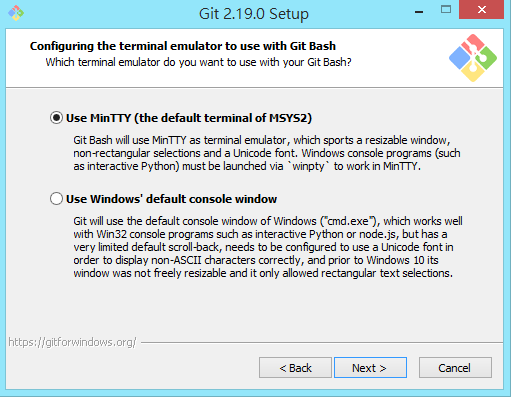 Git 2.19.0 Setup
Configuring the terminal emulator to use with Git Bash
Which terminal emulator do you want to use with your Git Bash?
Use MinTTY (the default terminal of MSYS2)
Git Bash will use MinTTY as terminal emulator, which sports a resizable window,
non-rectangular selections and a Unicode font. Windows console programs (such
as interactive Python) must be launched via `winpty` to work in MinTTY.
Use Windows' default console window
Git will use the default console window of Windows ("cmd.exe"), which works well
with Win32 console programs such as interactive Python or node.js, but has a
very limited default scroll-back, needs to be configured to use a Unicode font in
order to display non-ASCII characters correctly, and prior to Windows 10 its
window was not freely resizable and it only allowed rectangular text selections.
https://gitforwindows.org/
< Back
Next >
Cancel